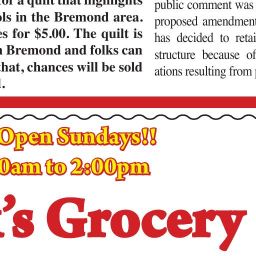 for a quilt that highlights
ols in the Bremond area.
es for $5.00. The quilt is
Bremond and folks can
that, chances will be sold
public comment was
proposed amendment
has decided to retai
structure because of
ations resulting from
Open Sundays!!
0am to 2:00pm
's Grocery